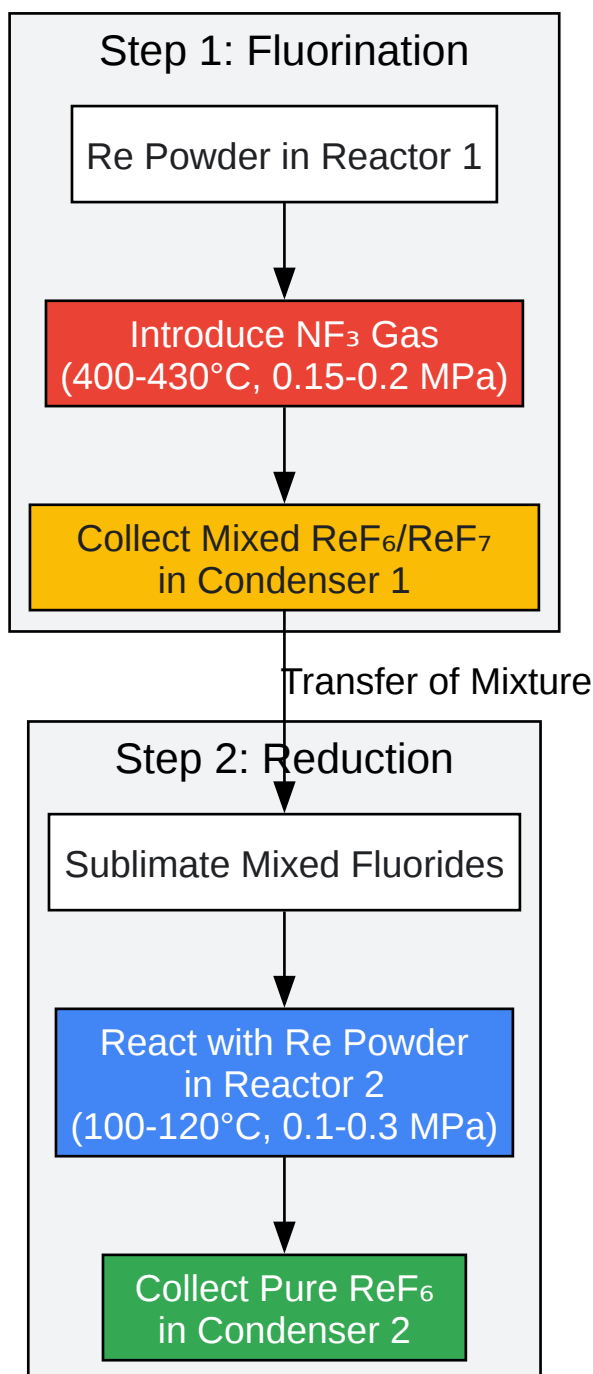 Step 1: Fluorination
Re Powder in Reactor 1
Introduce NF₃ Gas
(400-430°C, 0.15-0.2 MPa)
Collect Mixed ReF₆/ReF₇
in Condenser 1
Transfer of Mixture
Step 2: Reduction
Sublimate Mixed Fluorides
React with Re Powder
in Reactor 2
(100-120°C, 0.1-0.3 MPa)
Collect Pure ReF₆
in Condenser 2